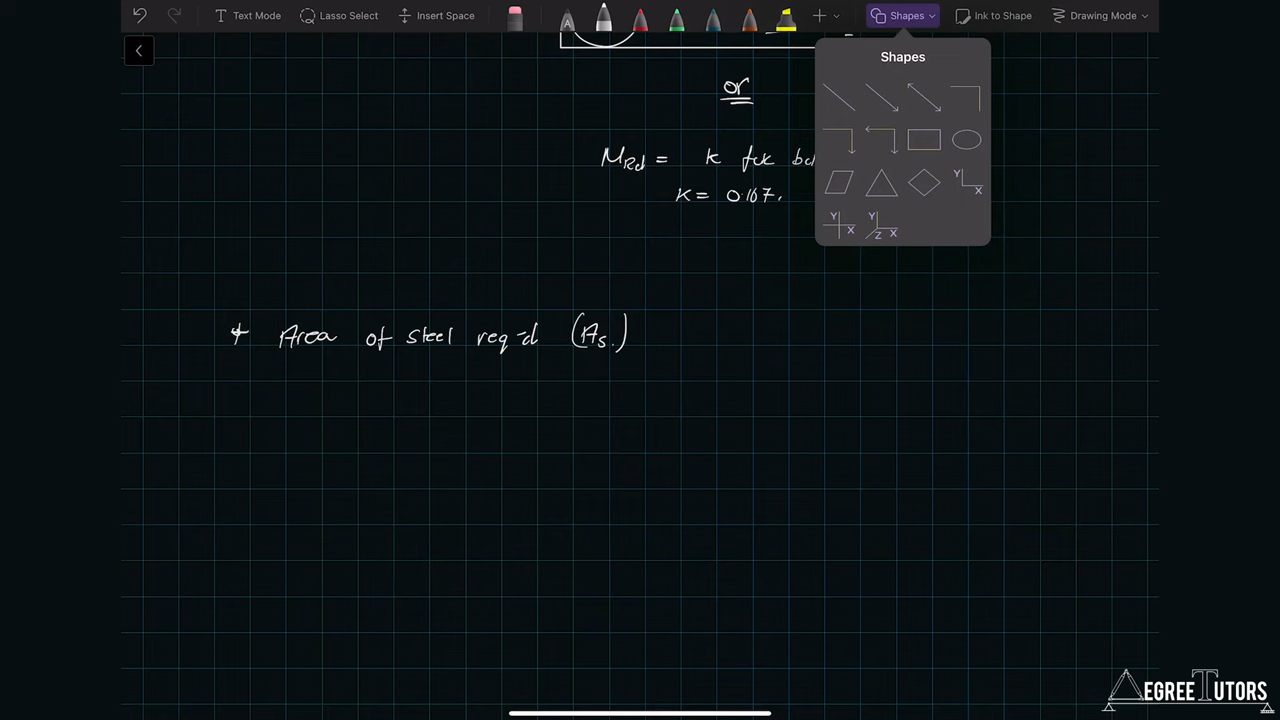 Text Node
Lasso Select
Insert Space
A
Shapes
Ink to Shape
Drawing Mode
Shapes
or
MRd = k fck bd
K = 0.167.
Y
X
Y
X
Y
Z
X
* Area of steel req=d (As.)
DEGREE TUTORS